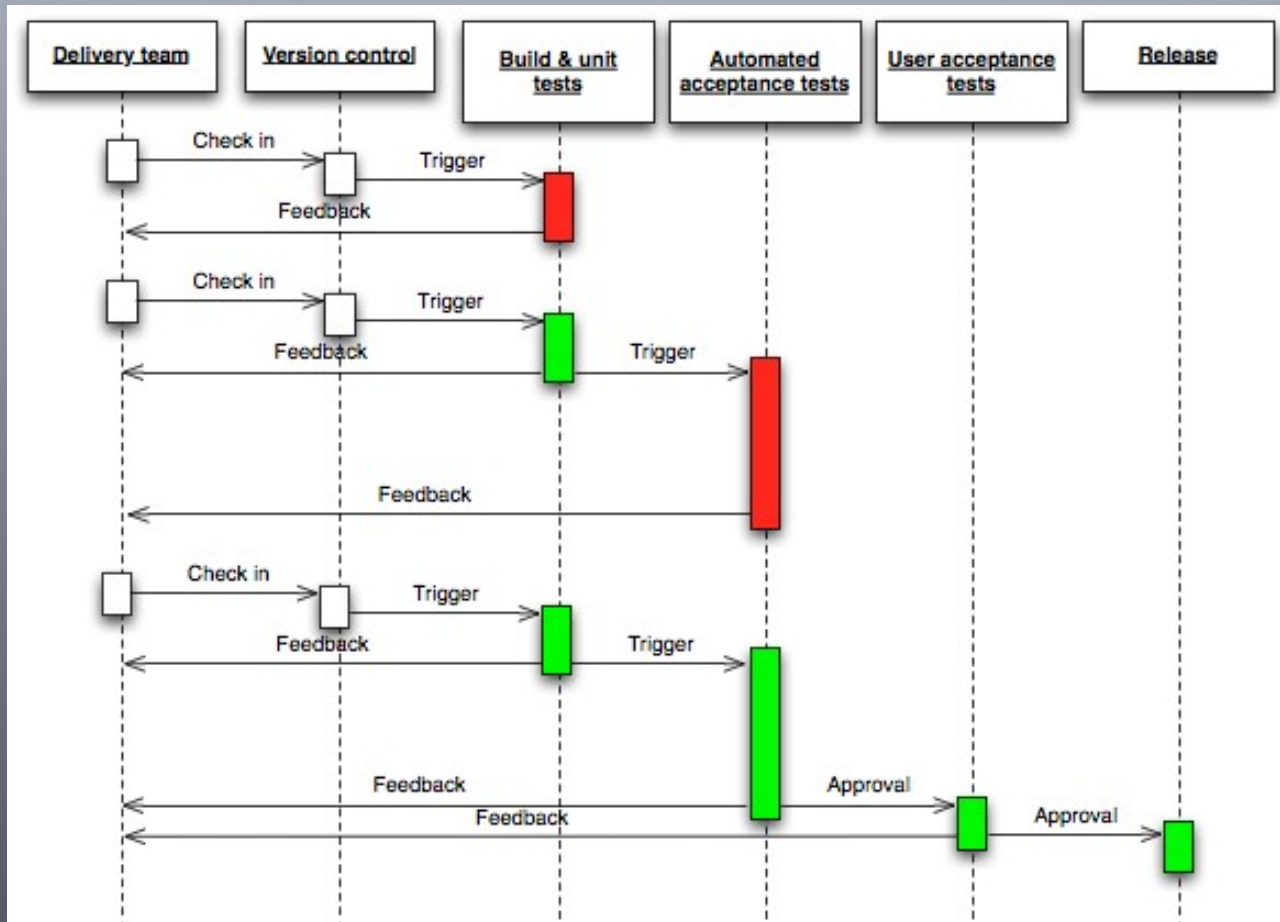 Delivery team
Version control
Build & unit
tests
Automated
acceptance tests
User acceptance
tests
Release
Check in
Trigger
Feedback
Check in
Trigger
Feedback
Trigger
Feedback
Check in
Trigger
Feedback
Trigger
Feedback
Approval
Feedback
Approval